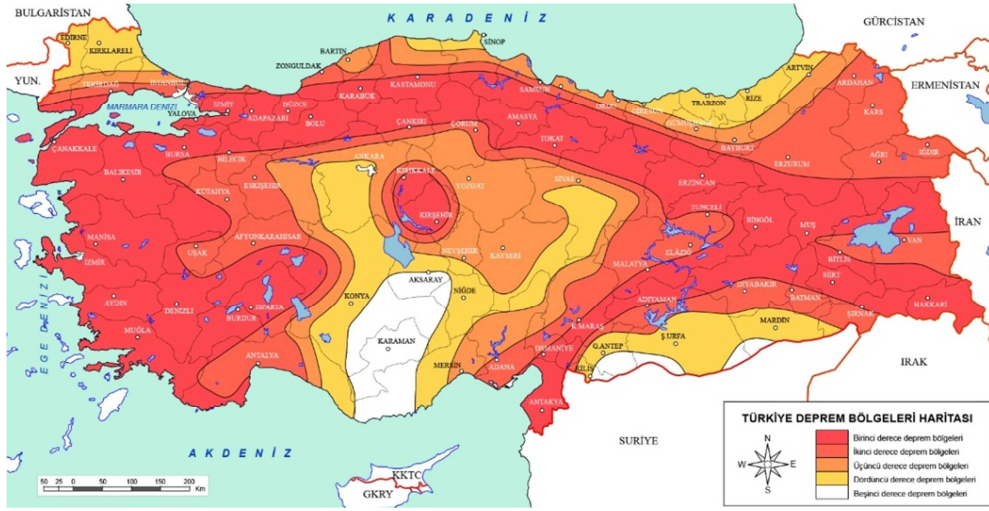 BULGARİSTAN
K A R A D E N İ Z
GÜRCİSTAN
EDİRNE
KIRKLARELİ
SİNOP
BARTIN
ZONGULDAK
KASTAMONU
ARTVİN
ARDAHAN
YUN.
TEKİRDAĞ
İSTANBUL
KARABÜK
SAMSUN
RİZE
TRABZON
ERMENİSTAN
MARMARA DENİZİ
YALOVA
İZMİT
ADAPAZARI
DÜZCE
BOLU
ORDU
GİRESUN
GÜMÜŞHANE
KARS
ÇANAKKALE
BURSA
BİLECİK
ÇANKIRI
ÇORUM
AMASYA
TOKAT
BAYBURT
ERZURUM
AĞRI
IĞDIR
BALIKESİR
KÜTAHYA
ESKİŞEHİR
ANKARA
KIRIKKALE
YOZGAT
SİVAS
ERZİNCAN
TUNCELİ
BİNGÖL
MUŞ
İRAN
MANİSA
İZMİR
UŞAK
AFYONKARAHİSAR
KIRŞEHİR
NEVŞEHİR
KAYSERİ
ELAZIĞ
MALATYA
BİTLİS
VAN
SİİRT
AKSARAY
NİĞDE
KONYA
AYDIN
DENİZLİ
ISPARTA
BURDUR
ADIYAMAN
DİYABAKIR
BATMAN
ŞIRNAK
HAKKARİ
MUĞLA
ANTALYA
KARAMAN
MERSİN
ADANA
OSMANİYE
K.MARAŞ
G.ANTEP
KİLİS
Ş.URFA
MARDİN
ANTAKYA
IRAK
SURİYE
E G E D E N İ Z İ
A K D E N İ Z
KKTC
GKRY
50 25 0 50 100 150 200
Km
TÜRKİYE DEPREM BÖLGELERİ HARİTASI
N
W E
S
Birinci derece deprem bölgeleri
İkinci derece deprem bölgeleri
Üçüncü derece deprem bölgeleri
Dördüncü derece deprem bölgeleri
Beşinci derece deprem bölgeleri